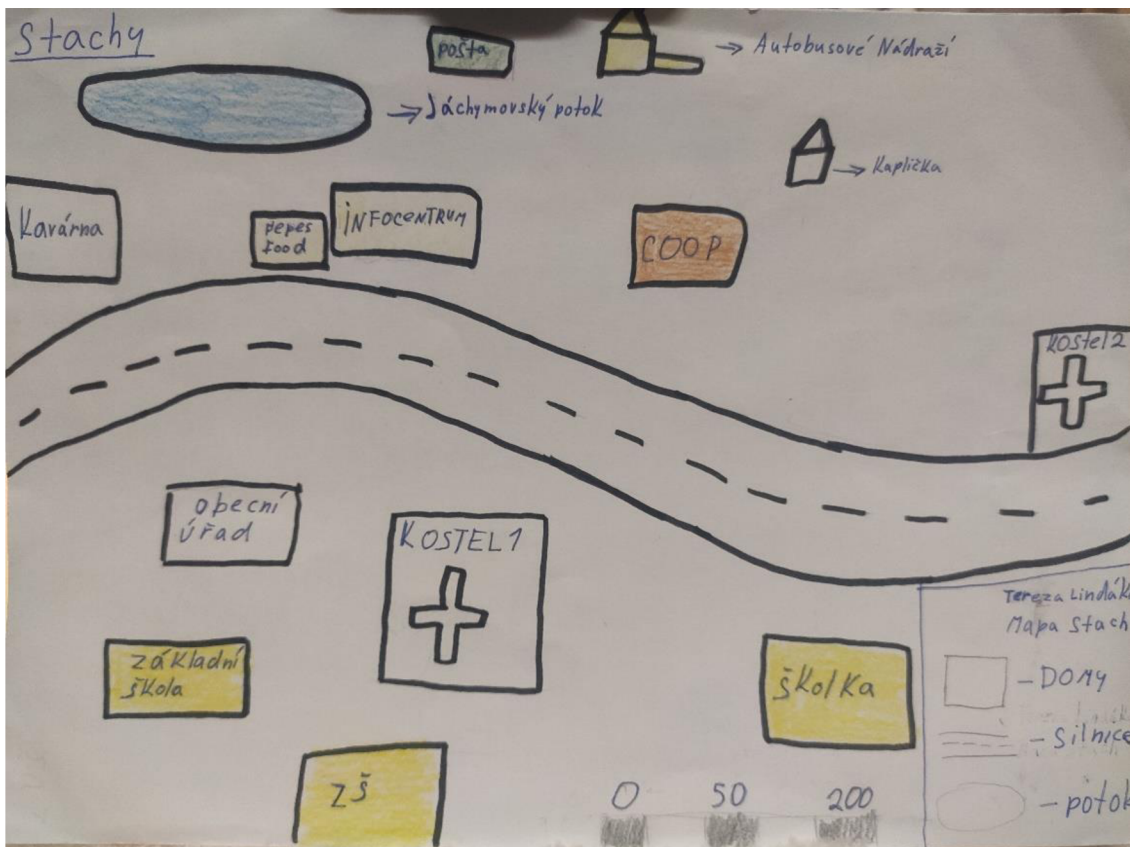 Stachy
pošta
Autobusové Nádraží
Jáchymovský potok
Kaplička
Kavárna
pepes
food
iNFOCENTRUM
COOP
Kostel2
obecní
úřad
KOSTEL1
základní
škola
školka
ZŠ
0 50 200
Tereza
Mapa Stach
- DOMY
- silnice
- potok